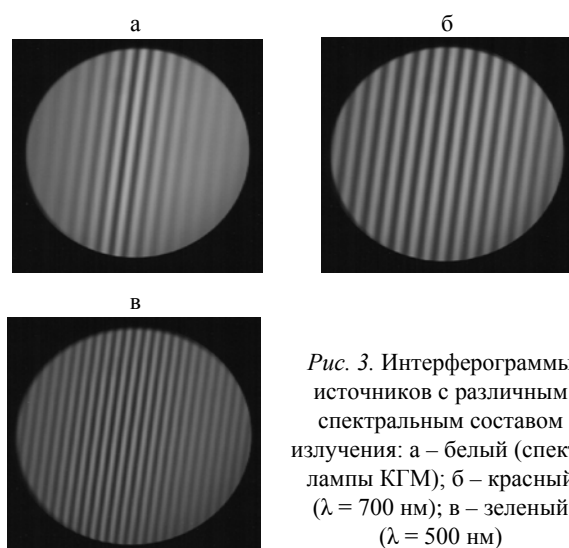 а
б
в
Рис. 3. Интерферограммы
источников с различным
спектральным составом
излучения: а – белый (спект
лампы КГМ); б – красный
(λ = 700 нм); в – зеленый
(λ = 500 нм)